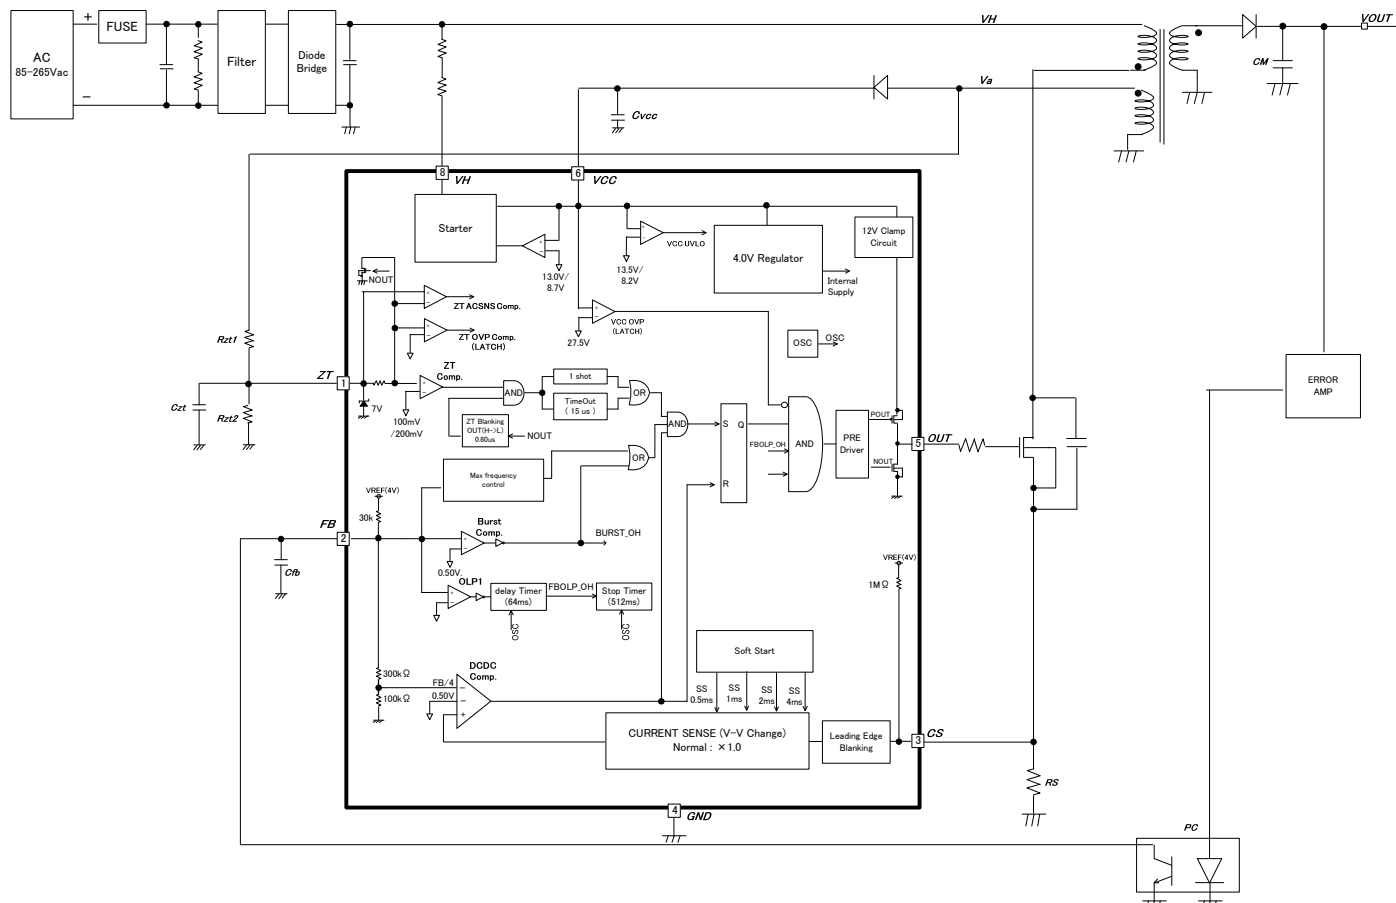 AC
85-265Vac
+
−
FUSE
Filter
Diode
Bridge
VH
VOUT
CM
Va
Cvcc
8
VH
6
VCC
Starter
13.0V/
8.7V
13.5V/
8.2V
VCC UVLO
4.0V Regulator
Internal
Supply
12V Clamp
Circuit
NOUT
ZT ACSNS Comp.
ZT OVP Comp.
(LATCH)
27.5V
VCC OVP
(LATCH)
OSC
OSC
Rzt1
ZT
1
Czt
Rzt2
7V
ZT
Comp.
100mV
/200mV
AND
1 shot
TimeOut
( 15 us )
OR
ZT Blanking
OUT(H->L)
0.60us
NOUT
AND
OR
Max frequency
control
S
Q
R
FBOLP_OH
AND
PRE
Driver
POUT
NOUT
5
OUT
ERROR
AMP
VREF(4V)
30k
FB
2
Cfb
Burst
Comp.
0.50V
BURST_OH
OLP1
delay Timer
(64ms)
FBOLP_OH
Stop Timer
(512ms)
OSC
OSC
VREF(4V)
1MΩ
Soft Start
300kΩ
100kΩ
FB/4
0.50V
DCDC
Comp.
SS
0.5ms
SS
1ms
SS
2ms
SS
4ms
CURRENT SENSE (V-V Change)
Normal : ×1.0
Leading Edge
Blanking
3
CS
RS
4
GND
PC